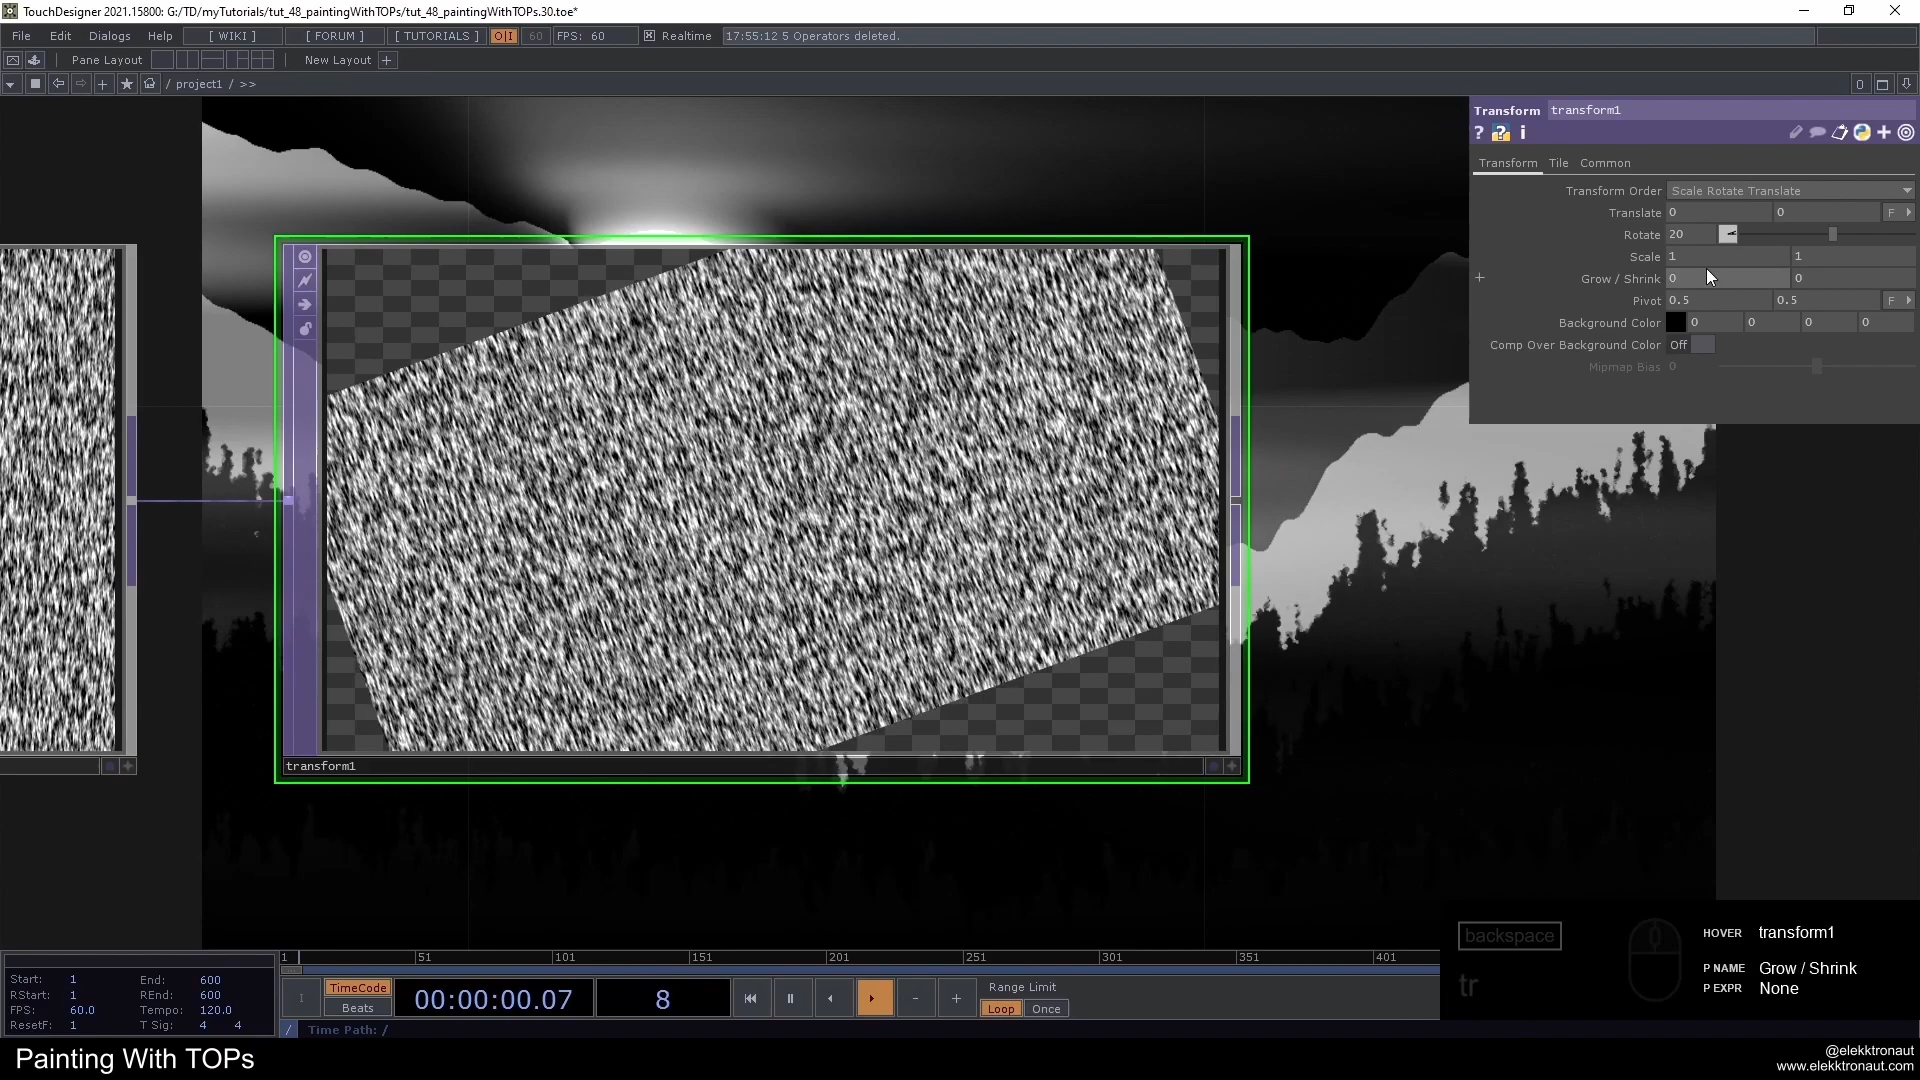 TouchDesigner 2021.15800: G:/TD/myTutorials/tut_48_paintingWithTOPs/tut_48_paintingWithTOPs.30.toe*
File Edit Dialogs Help [ WIKI ] [ FORUM ] [ TUTORIALS ] O|I 60 FPS: 60 Realtime 17:55:12 5 Operators deleted.
Pane Layout New Layout +
/ project1 / >> 0
Transform transform1
? ? i
Transform Tile Common
Transform Order Scale Rotate Translate
Translate 0 0 F
Rotate 20
Scale 1 1
+ Grow / Shrink 0 0
Pivot 0.5 0.5 F
Background Color 0 0 0 0
Comp Over Background Color Off
Mipmap Bias 0
transform1
backspace
tr
HOVER transform1
P NAME Grow / Shrink
P EXPR None
1 51 101 151 201 251 301 351 401
Start: 1 End: 600
RStart: 1 REnd: 600
FPS: 60.0 Tempo: 120.0
ResetF: 1 T Sig: 4 4
TimeCode
Beats
00:00:00.07 8
- +
Range Limit
Loop Once
/ Time Path: /
Painting With TOPs
@elekktronaut
www.elekktronaut.com